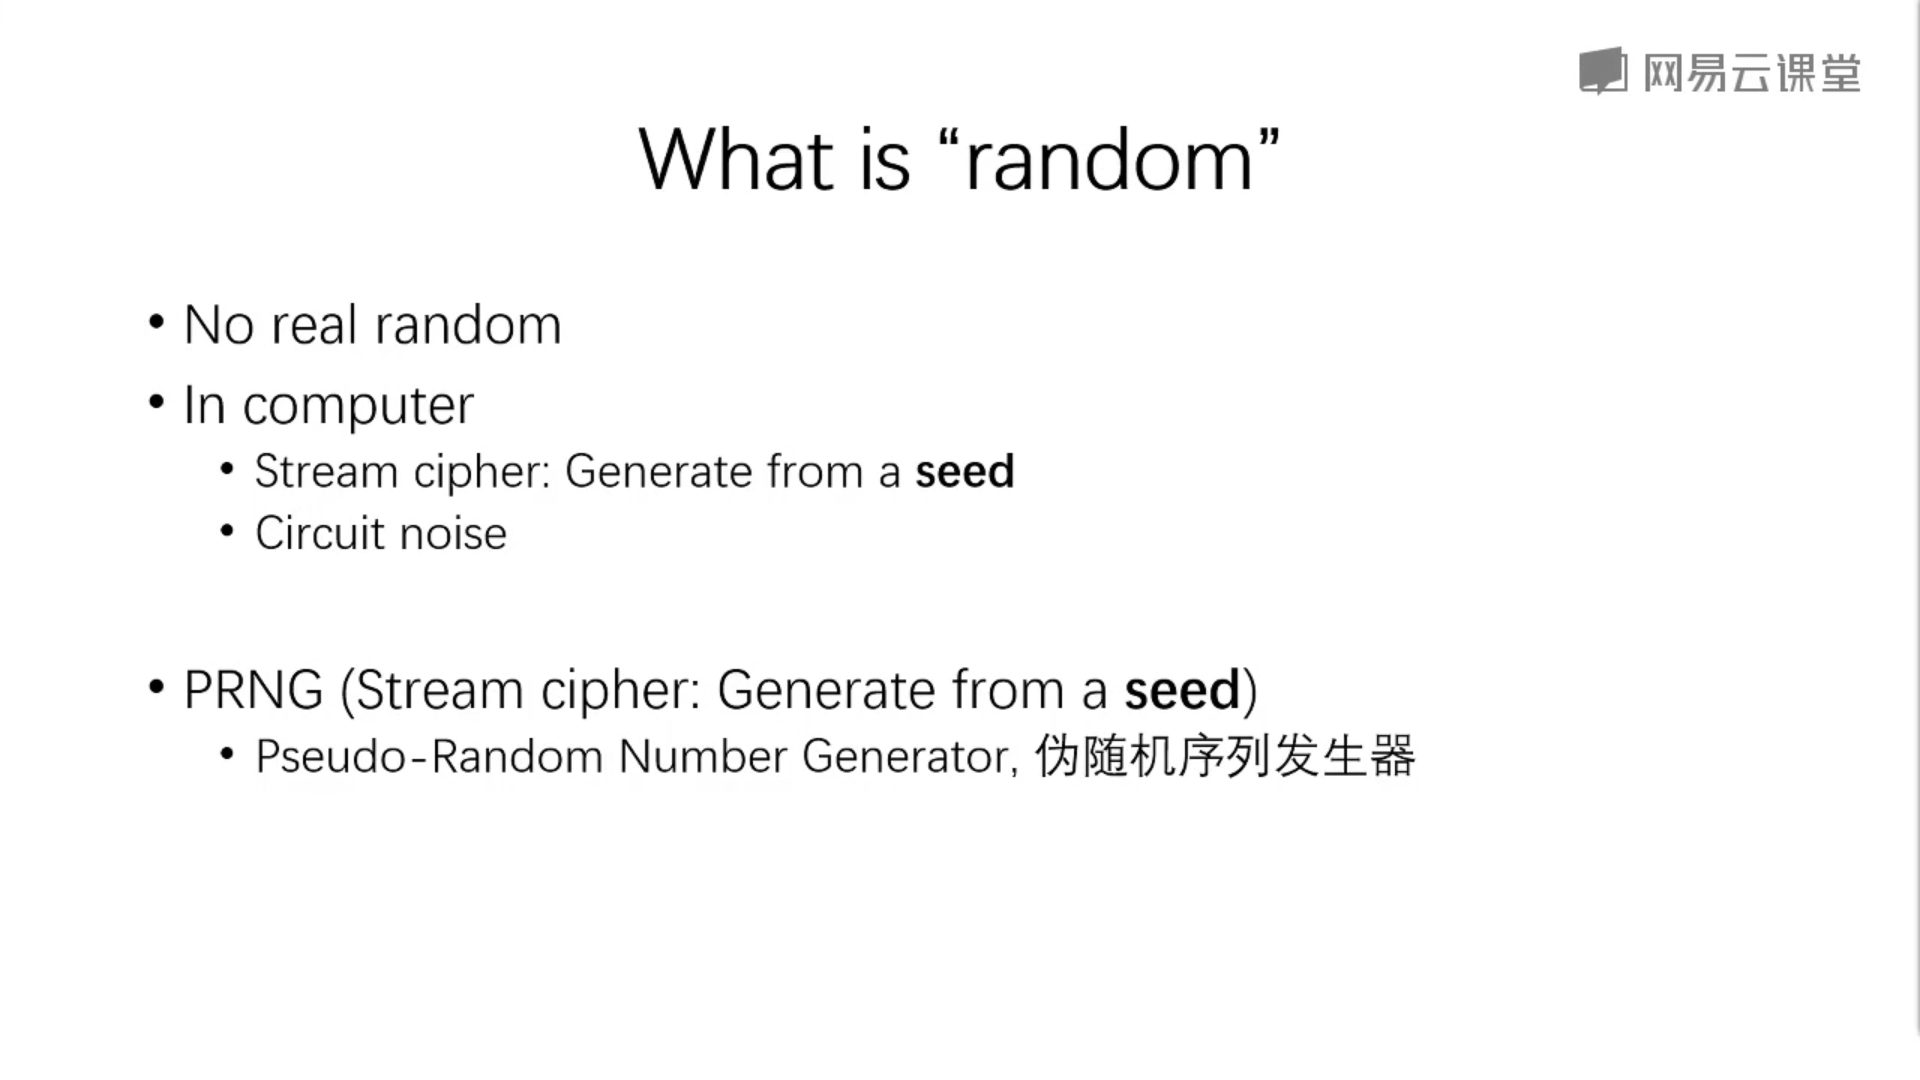 网易云课堂
What is “random”
• No real random
• In computer
• Stream cipher: Generate from a seed
• Circuit noise
• PRNG (Stream cipher: Generate from a seed)
• Pseudo-Random Number Generator, 伪随机序列发生器